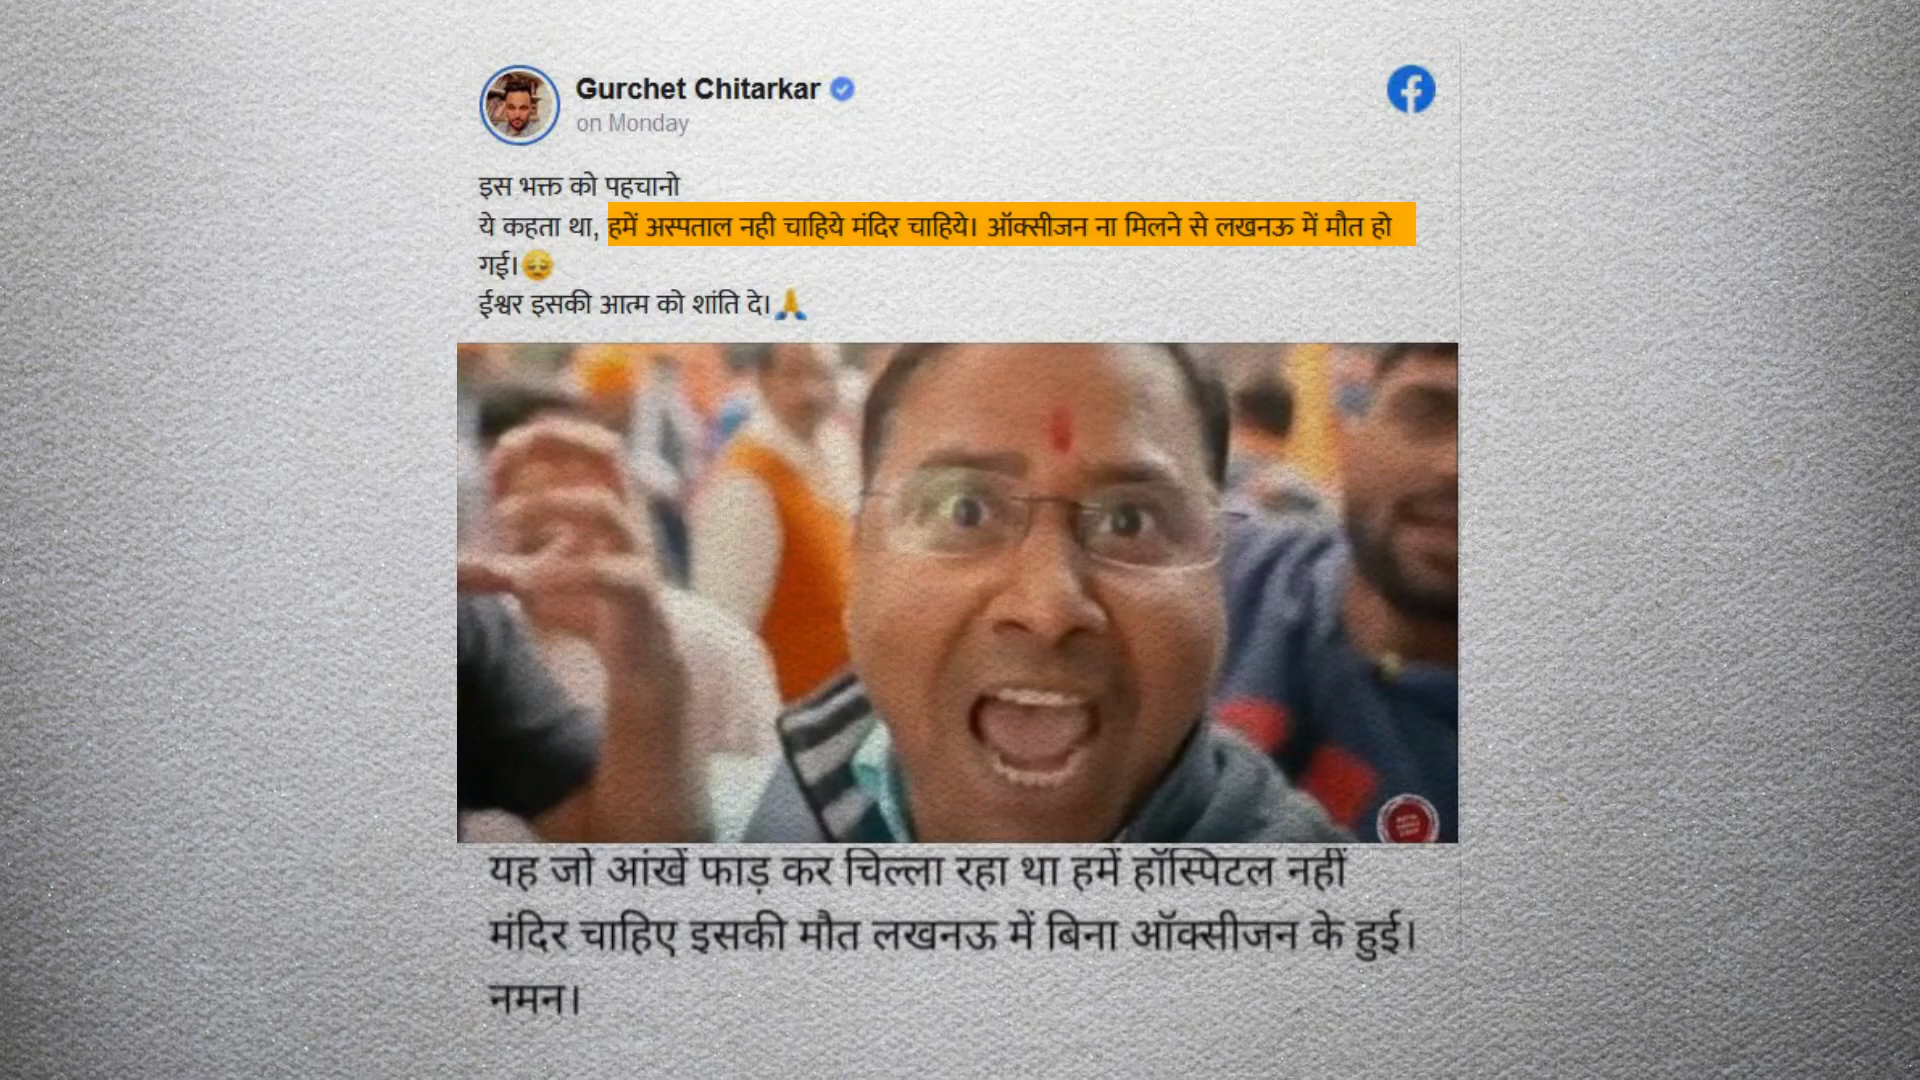 Gurchet Chitarkar
on Monday
इस भक्त को पहचानो
ये कहता था, हमें अस्पताल नही चाहिये मंदिर चाहिये। ऑक्सीजन ना मिलने से लखनऊ में मौत हो
गई।😔
ईश्वर इसकी आत्म को शांति दे।🙏
यह जो आंखें फाड़ कर चिल्ला रहा था हमें हॉस्पिटल नहीं
मंदिर चाहिए इसकी मौत लखनऊ में बिना ऑक्सीजन के हुई।
नमन।